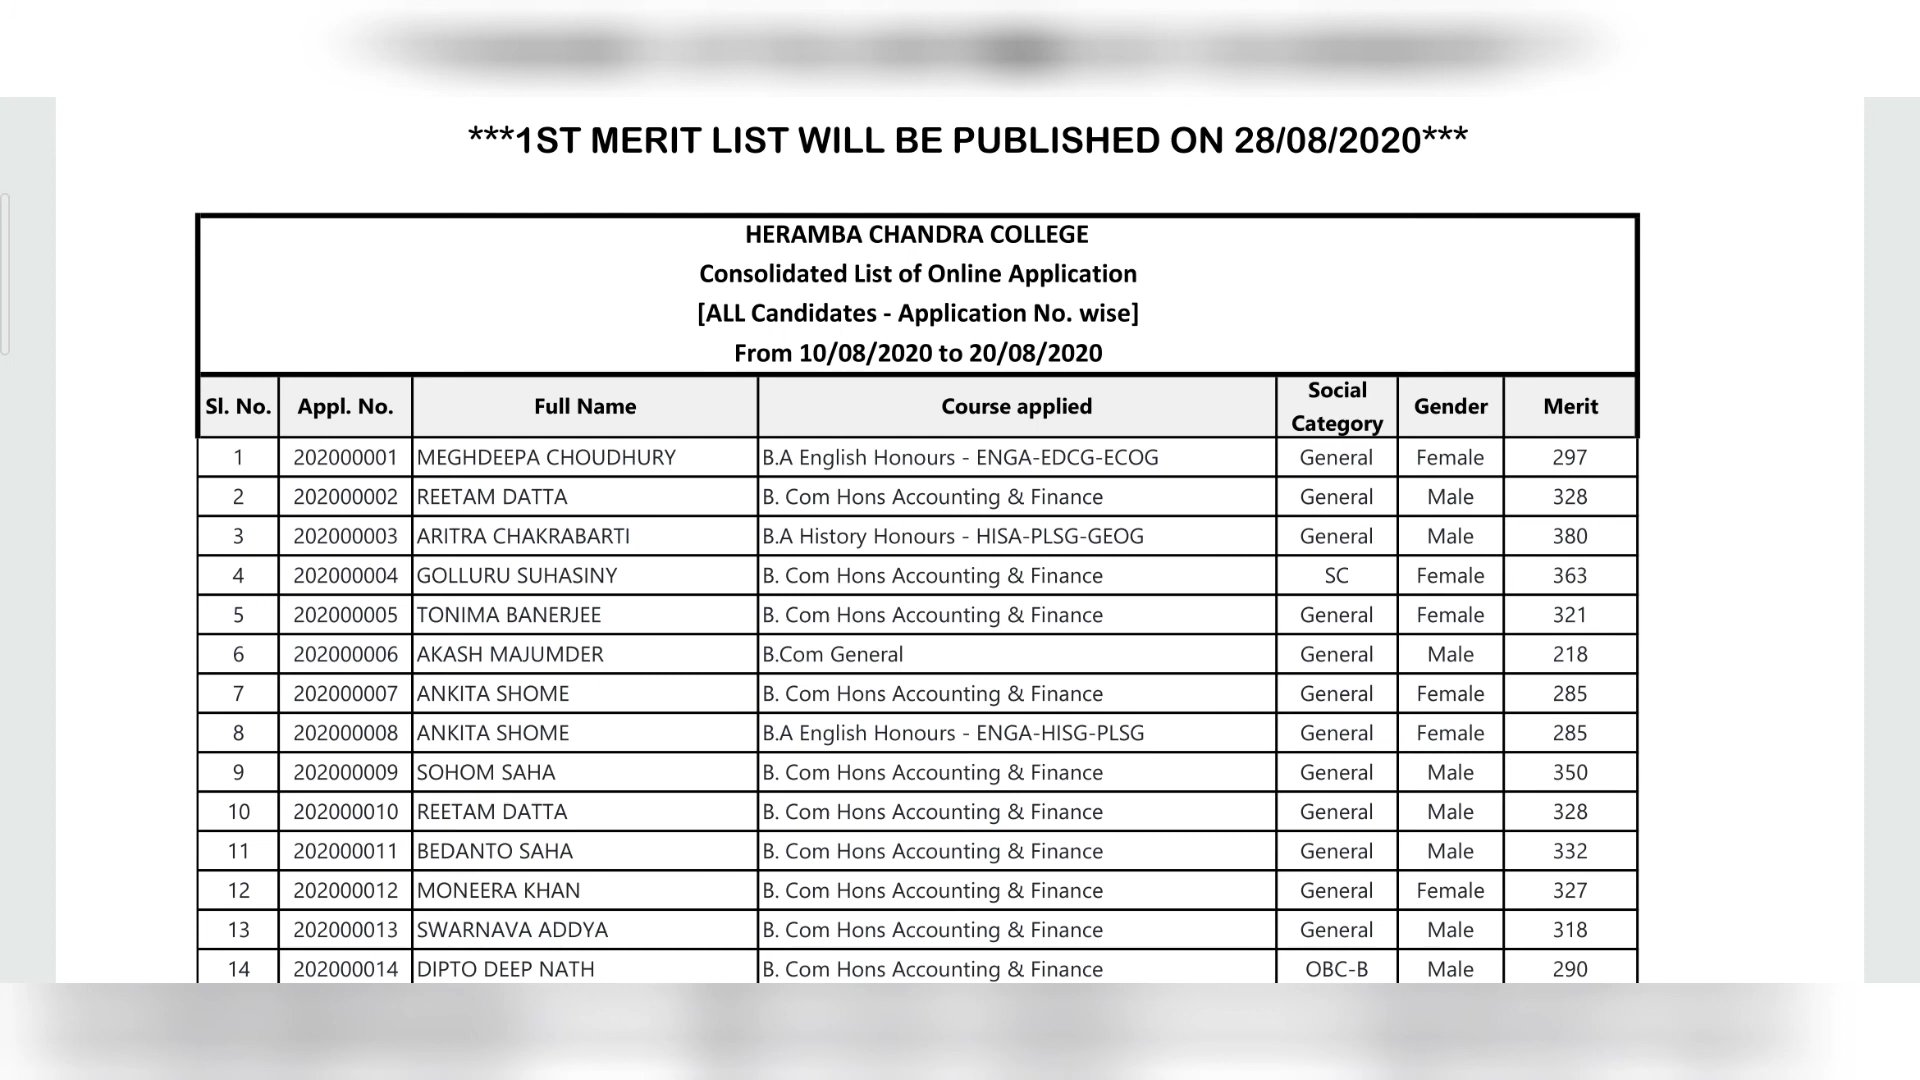 ***1ST MERIT LIST WILL BE PUBLISHED ON 28/08/2020***
HERAMBA CHANDRA COLLEGE
Consolidated List of Online Application
[ALL Candidates - Application No. wise]
From 10/08/2020 to 20/08/2020
Sl. No. Appl. No. Full Name Course applied Social Category Gender Merit
1 202000001 MEGHDEEPA CHOUDHURY B.A English Honours - ENGA-EDCG-ECOG General Female 297
2 202000002 REETAM DATTA B. Com Hons Accounting & Finance General Male 328
3 202000003 ARITRA CHAKRABARTI B.A History Honours - HISA-PLSG-GEOG General Male 380
4 202000004 GOLLURU SUHASINY B. Com Hons Accounting & Finance SC Female 363
5 202000005 TONIMA BANERJEE B. Com Hons Accounting & Finance General Female 321
6 202000006 AKASH MAJUMDER B.Com General General Male 218
7 202000007 ANKITA SHOME B. Com Hons Accounting & Finance General Female 285
8 202000008 ANKITA SHOME B.A English Honours - ENGA-HISG-PLSG General Female 285
9 202000009 SOHOM SAHA B. Com Hons Accounting & Finance General Male 350
10 202000010 REETAM DATTA B. Com Hons Accounting & Finance General Male 328
11 202000011 BEDANTO SAHA B. Com Hons Accounting & Finance General Male 332
12 202000012 MONEERA KHAN B. Com Hons Accounting & Finance General Female 327
13 202000013 SWARNAVA ADDYA B. Com Hons Accounting & Finance General Male 318
14 202000014 DIPTO DEEP NATH B. Com Hons Accounting & Finance OBC-B Male 290